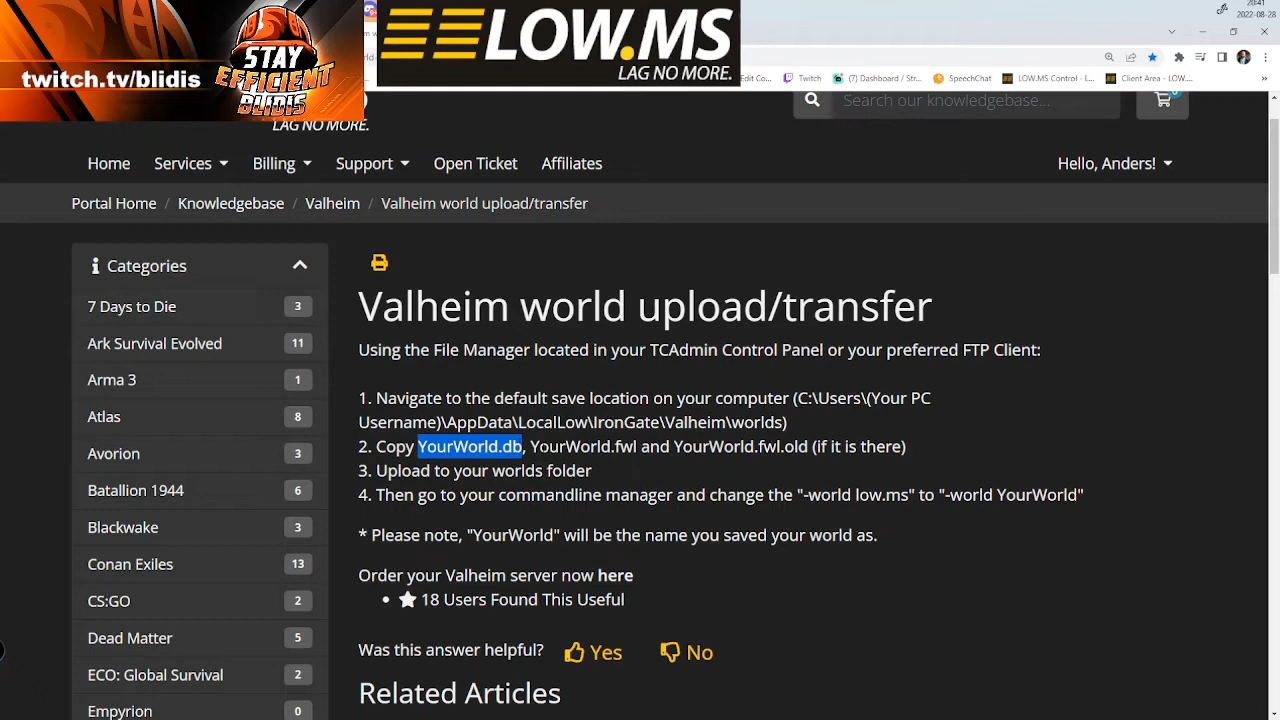 20:41
2022-08-28
STAY
EFFICIENT
BLIDIS
twitch.tv/blidis
LOW.MS
LAG NO MORE.
LAG NO MORE.
Twitch
(7) Dashboard / Str...
SpeechChat
LOW.MS Control - L...
Client Area - LOW....
Search our knowledgebase...
Home
Services
Billing
Support
Open Ticket
Affiliates
Hello, Anders!
Portal Home / Knowledgebase / Valheim / Valheim world upload/transfer
Categories
7 Days to Die 3
Ark Survival Evolved 11
Arma 3 1
Atlas 8
Avorion 3
Batallion 1944 6
Blackwake 3
Conan Exiles 13
CS:GO 2
Dead Matter 5
ECO: Global Survival 2
Empyrion 0
Valheim world upload/transfer
Using the File Manager located in your TCAdmin Control Panel or your preferred FTP Client:
1. Navigate to the default save location on your computer (C:\Users\(Your PC
Username)\AppData\LocalLow\IronGate\Valheim\worlds)
2. Copy YourWorld.db, YourWorld.fwl and YourWorld.fwl.old (if it is there)
3. Upload to your worlds folder
4. Then go to your commandline manager and change the "-world low.ms" to "-world YourWorld"
* Please note, "YourWorld" will be the name you saved your world as.
Order your Valheim server now here
• 18 Users Found This Useful
Was this answer helpful? Yes No
Related Articles